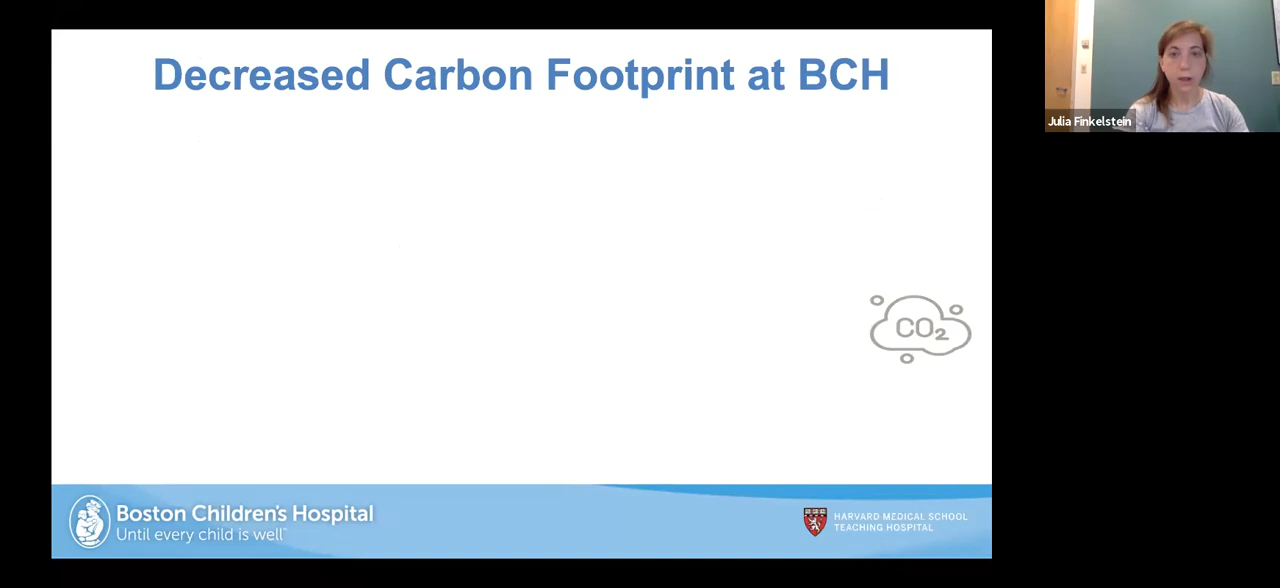 Decreased Carbon Footprint at BCH
Julia Finkelstein
CO₂
Boston Children's Hospital
Until every child is well™
HARVARD MEDICAL SCHOOL
TEACHING HOSPITAL